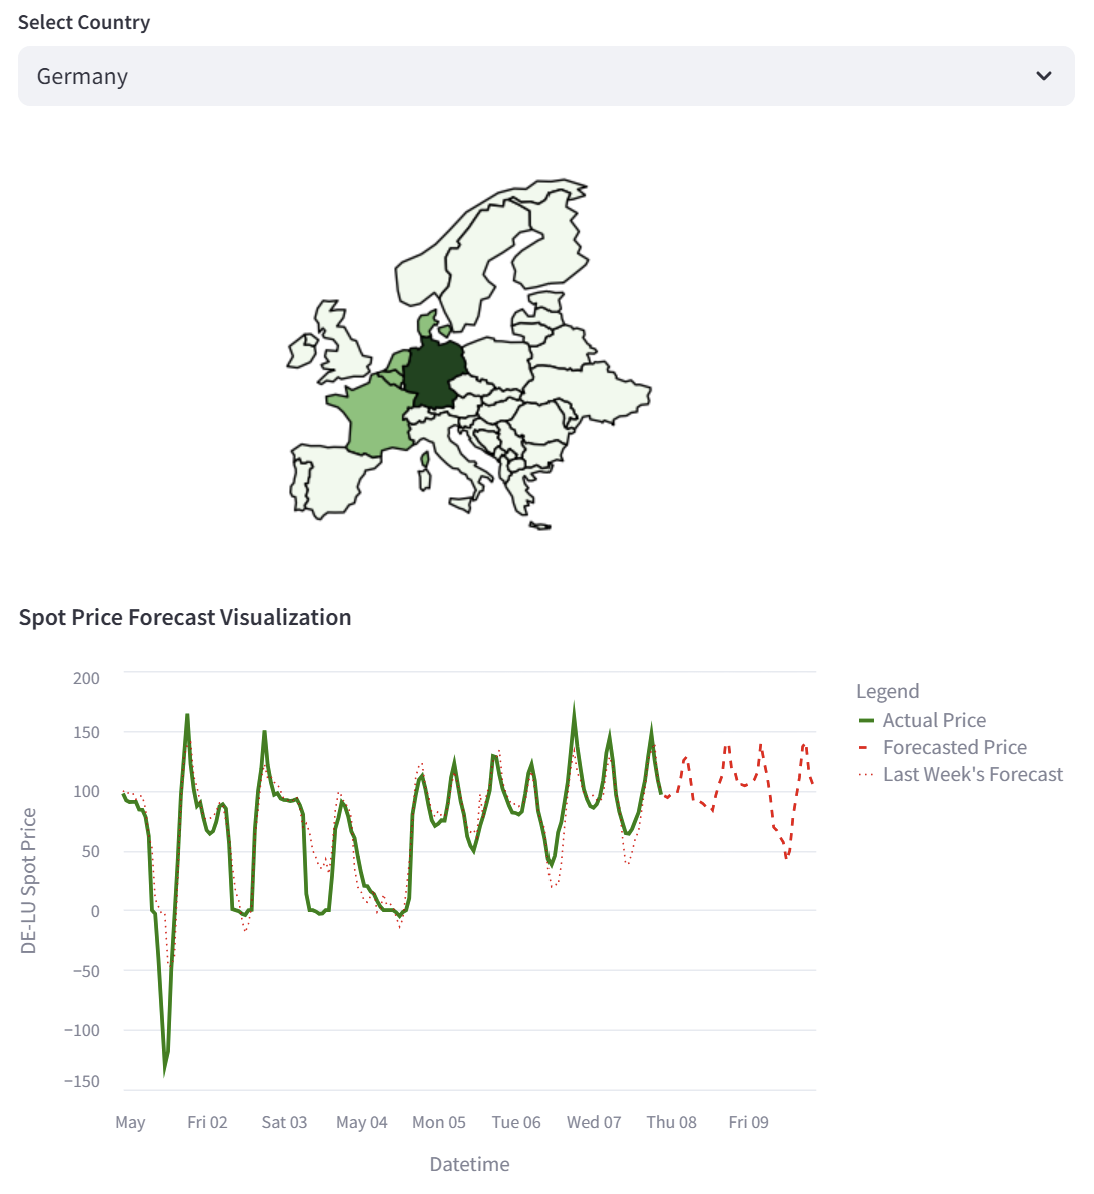 Select Country
Germany
Spot Price Forecast Visualization
200
150
100
50
0
−50
−100
−150
DE-LU Spot Price
May
Fri 02
Sat 03
May 04
Mon 05
Tue 06
Wed 07
Thu 08
Fri 09
Datetime
Legend
Actual Price
Forecasted Price
Last Week's Forecast